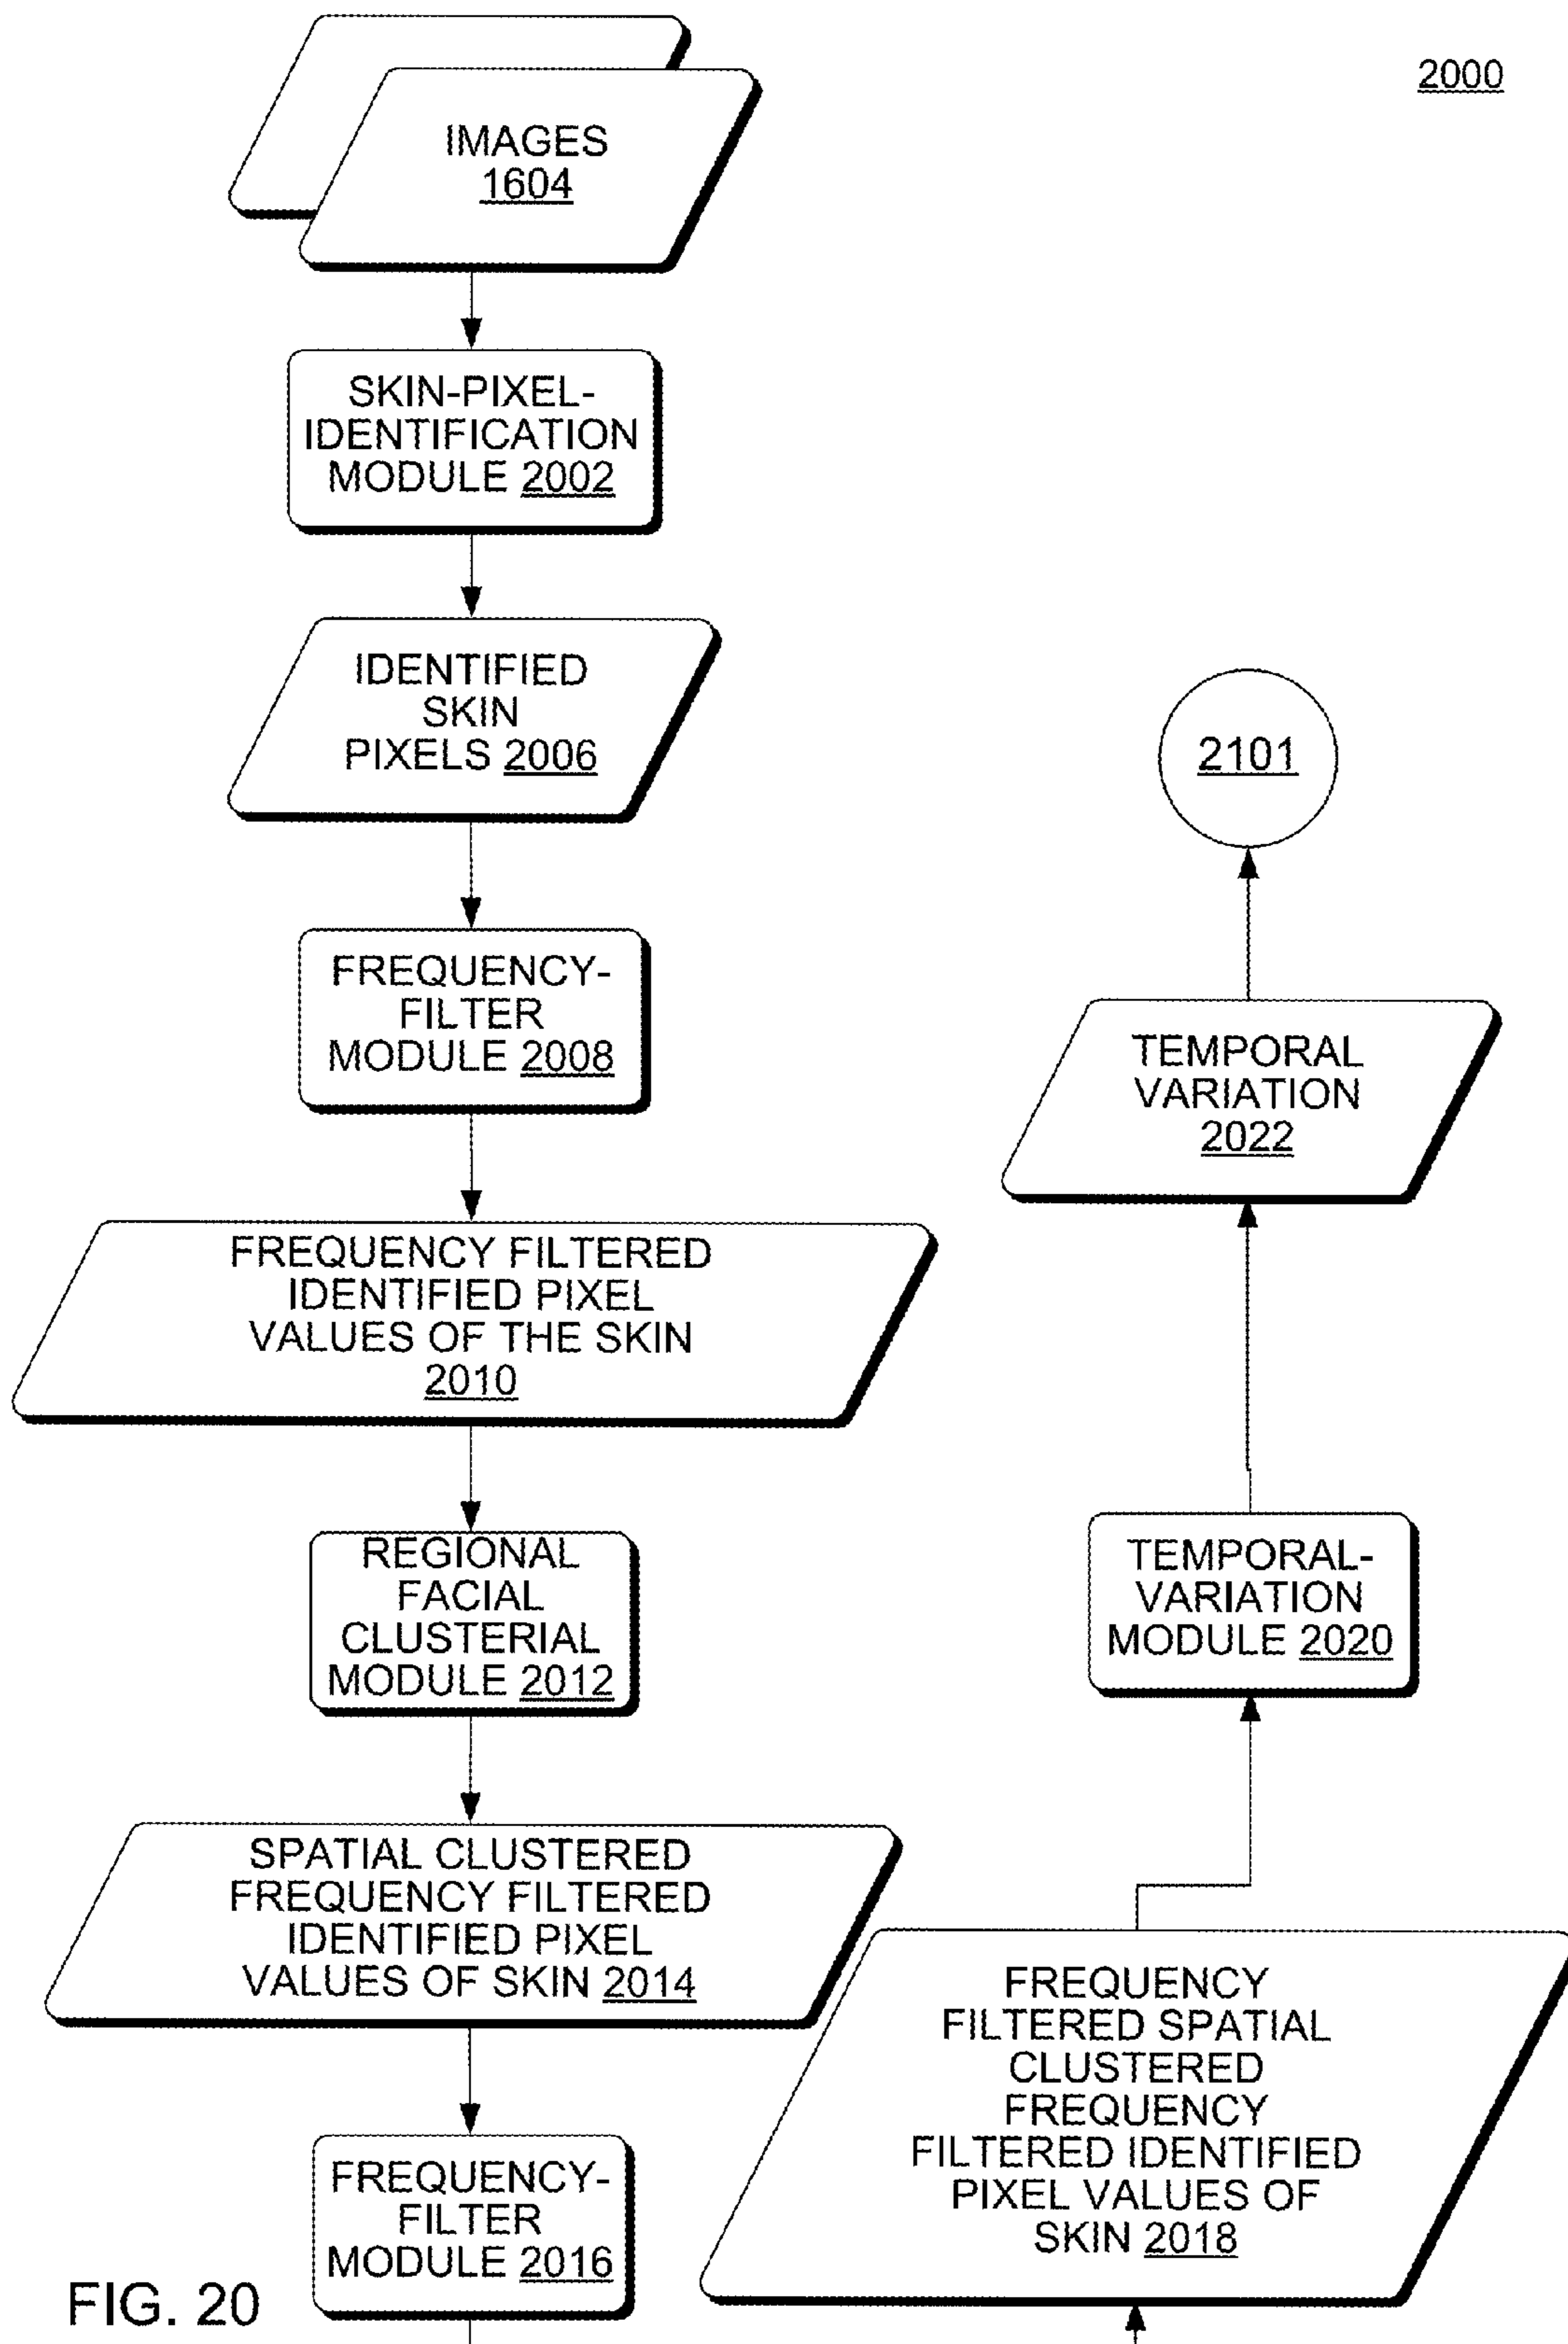 2000
IMAGES
1604
SKIN-PIXEL-
IDENTIFICATION
MODULE 2002
IDENTIFIED
SKIN
PIXELS 2006
FREQUENCY-
FILTER
MODULE 2008
FREQUENCY FILTERED
IDENTIFIED PIXEL
VALUES OF THE SKIN
2010
REGIONAL
FACIAL
CLUSTERIAL
MODULE 2012
SPATIAL CLUSTERED
FREQUENCY FILTERED
IDENTIFIED PIXEL
VALUES OF SKIN 2014
FREQUENCY-
FILTER
MODULE 2016
FREQUENCY
FILTERED SPATIAL
CLUSTERED
FREQUENCY
FILTERED IDENTIFIED
PIXEL VALUES OF
SKIN 2018
TEMPORAL-
VARIATION
MODULE 2020
TEMPORAL
VARIATION
2022
2101
FIG. 20